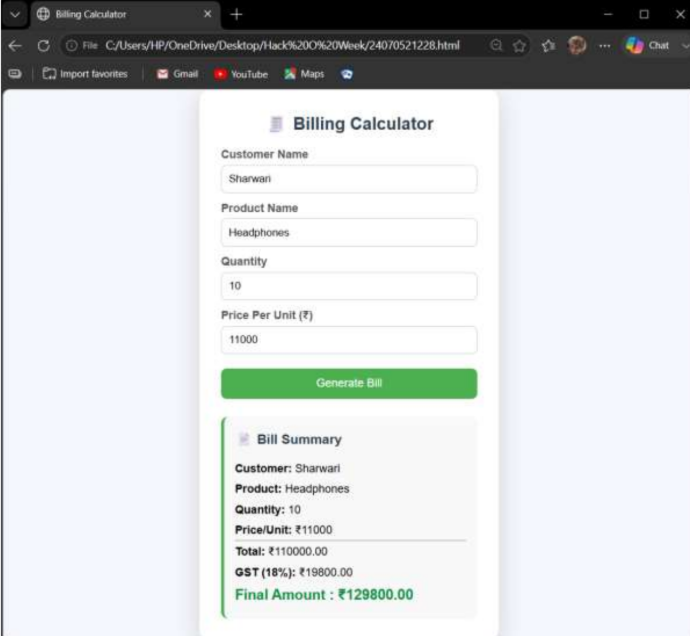 Billing Calculator
File C:/Users/HP/OneDrive/Desktop/Hack%20O%20Week/24070521228.html
Chat
Import favorites
Gmail
YouTube
Maps
Billing Calculator
Customer Name
Sharwari
Product Name
Headphones
Quantity
10
Price Per Unit (₹)
11000
Generate Bill
Bill Summary
Customer: Sharwari
Product: Headphones
Quantity: 10
Price/Unit: ₹11000
Total: ₹110000.00
GST (18%): ₹19800.00
Final Amount : ₹129800.00